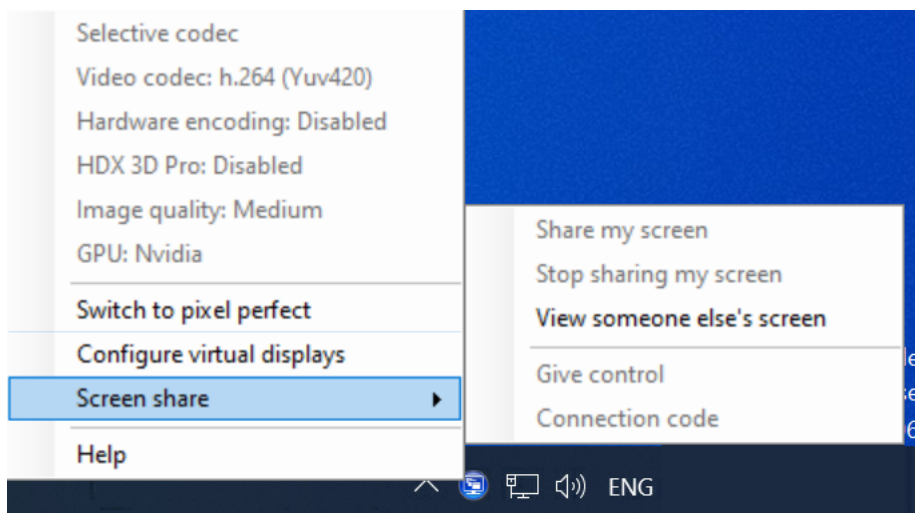 Selective codec
Video codec: h.264 (Yuv420)
Hardware encoding: Disabled
HDX 3D Pro: Disabled
Image quality: Medium
GPU: Nvidia
Switch to pixel perfect
Configure virtual displays
Screen share
Help
Share my screen
Stop sharing my screen
View someone else's screen
Give control
Connection code
ENG